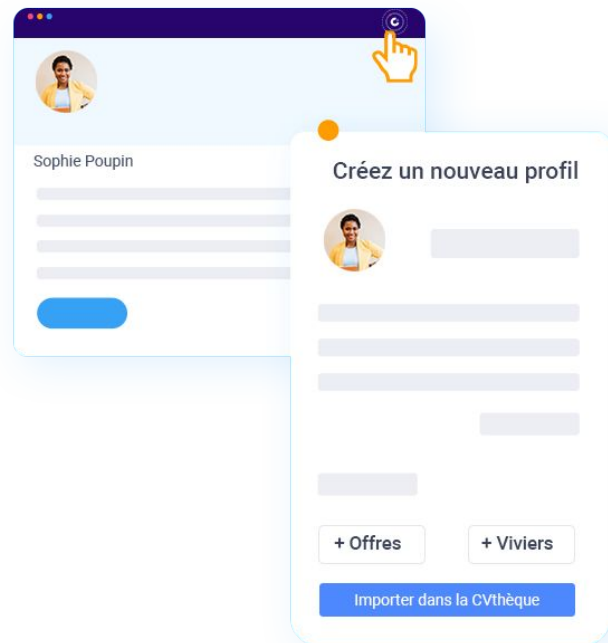 Sophie Poupin
Créez un nouveau profil
+ Offres
+ Viviers
Importer dans la CVthèque